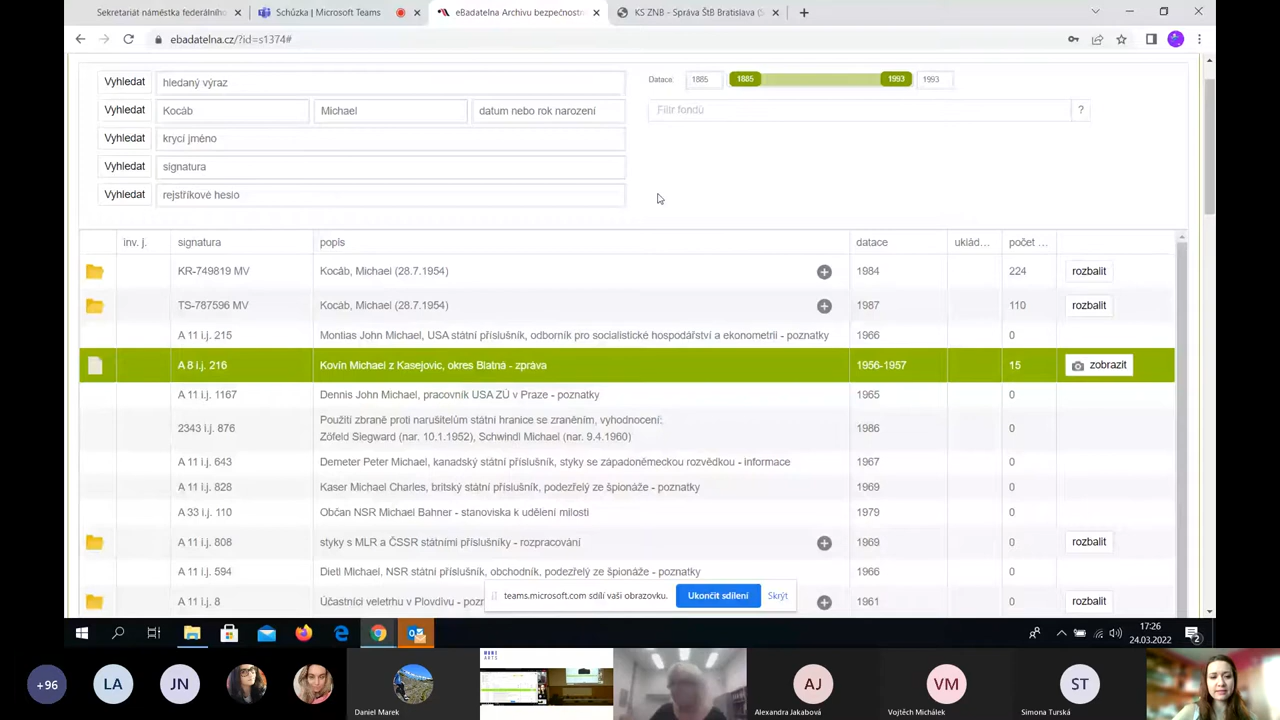 Sekretariát náměstka federálního
Schůzka | Microsoft Teams
eBadatelna Archivu bezpečnostn
KS ZNB – Správa ŠtB Bratislava (S
ebadatelna.cz/?id=s1374#
Vyhledat hledaný výraz Datace: 1885 1885 1993 1993
Vyhledat Kocáb Michael datum nebo rok narození Filtr fondů ?
Vyhledat krycí jméno
Vyhledat signatura
Vyhledat rejstříkové heslo
inv. j. signatura popis datace uklád... počet ...
KR-749819 MV Kocáb, Michael (28.7.1954) 1984 224 rozbalit
TS-787596 MV Kocáb, Michael (28.7.1954) 1987 110 rozbalit
A 11 i.j. 215 Montias John Michael, USA státní příslušník, odborník pro socialistické hospodářství a ekonometrii - poznatky 1966 0
A 8 i.j. 216 Kovín Michael z Kasejovic, okres Blatná - zpráva 1956-1957 15 zobrazit
A 11 i.j. 1167 Dennis John Michael, pracovník USA ZÚ v Praze - poznatky 1965 0
Použití zbraně proti narušitelům státní hranice se zraněním, vyhodnocení:
2343 i.j. 876 Zöfeld Siegward (nar. 10.1.1952), Schwindl Michael (nar. 9.4.1960) 1986 0
A 11 i.j. 643 Demeter Peter Michael, kanadský státní příslušník, styky se západoněmeckou rozvědkou - informace 1967 0
A 11 i.j. 828 Kaser Michael Charles, britský státní příslušník, podezřelý ze špionáže - poznatky 1969 0
A 33 i.j. 110 Občan NSR Michael Bahner - stanoviska k udělení milosti 1979 0
A 11 i.j. 808 styky s MLR a ČSSR státními příslušníky - rozpracování 1969 0 rozbalit
A 11 i.j. 594 Dietl Michael, NSR státní příslušník, obchodník, podezřelý ze špionáže - poznatky 1966 0
A 11 i.j. 8 Účastníci veletrhu v Plovdivu - pozn 1961 0 rozbalit
teams.microsoft.com sdílí vaši obrazovku. Ukončit sdílení Skrýt
17:26
24.03.2022
2
+96 LA JN MUNI ARTS AJ VM ST
Daniel Marek Alexandra Jakabová Vojtěch Michálek Simona Turská